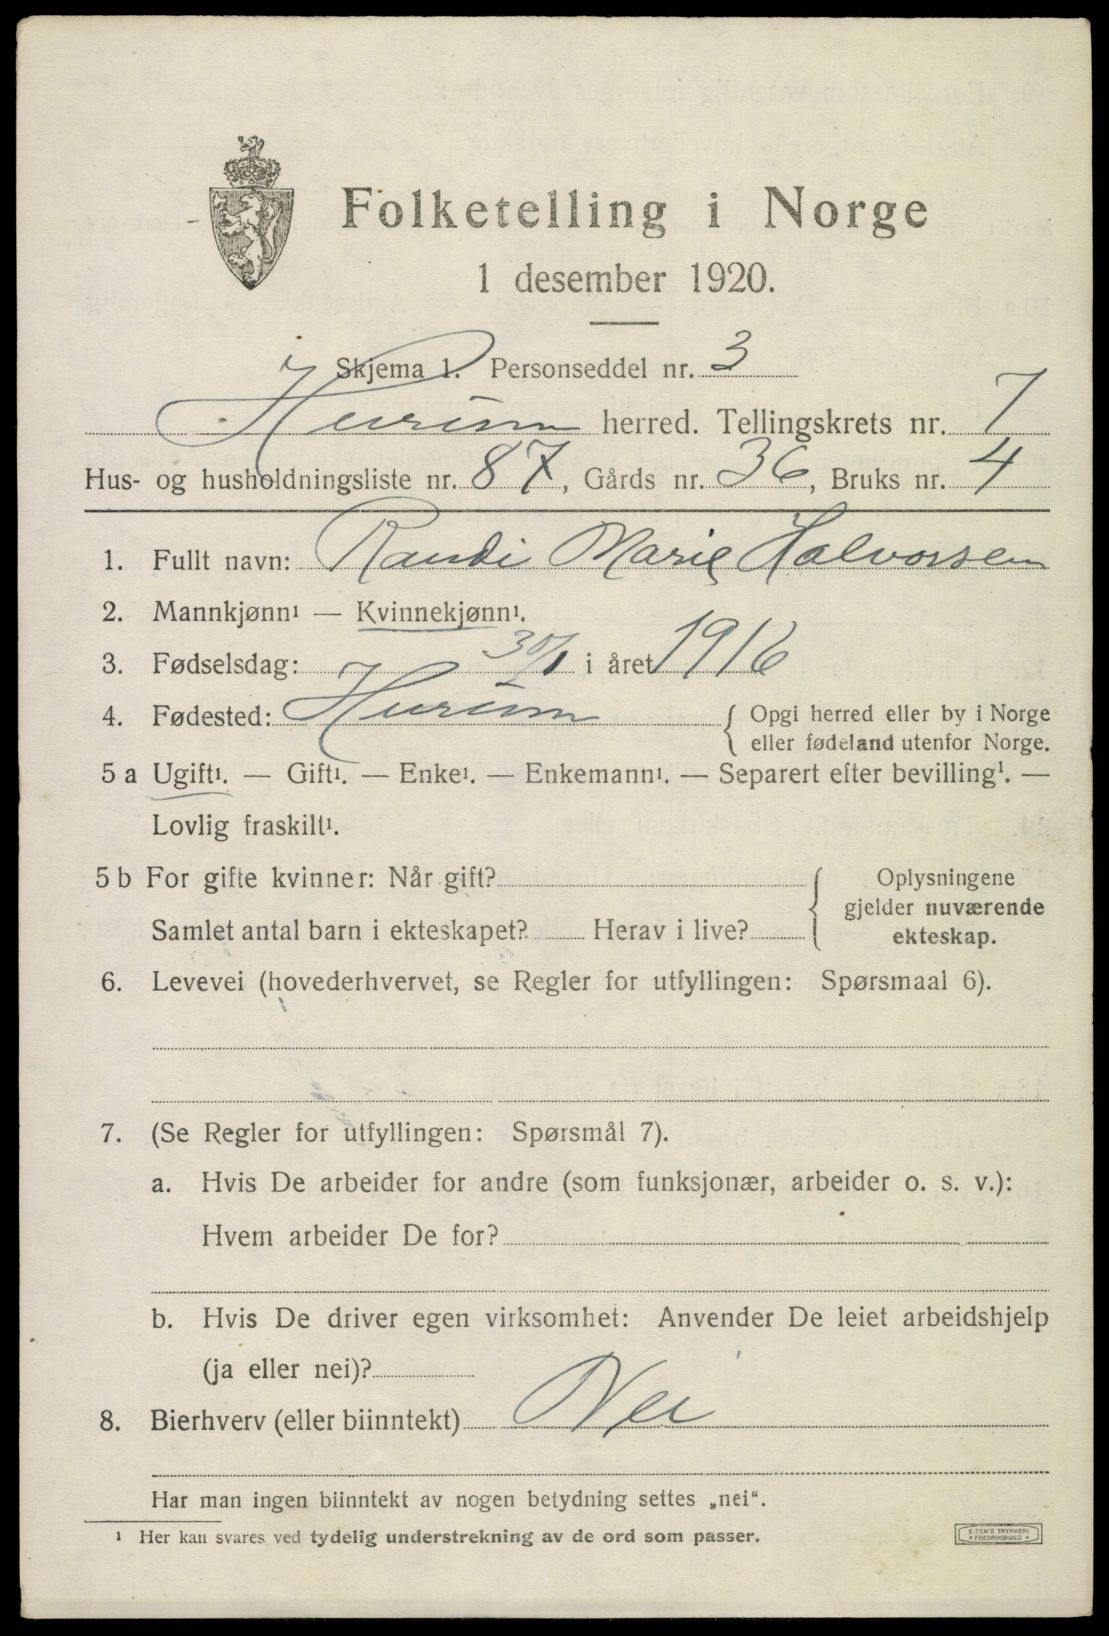 Folketelling i Norge
1 desember 1920.
Skjema 1. Personseddel nr. 3
Hurum herred. Tellingskrets nr. 7
Hus- og husholdningsliste nr. 87, Gårds nr. 36, Bruks nr. 4
1. Fullt navn: Randi Marie Halvorsen
2. Mannkjønn¹ — Kvinnekjønn¹.
3. Fødselsdag: 30/1 i året 1916
4. Fødested: Hurum { Opgi herred eller by i Norge
eller fødeland utenfor Norge.
5 a Ugift¹. — Gift¹. — Enke¹. — Enkemann¹. — Separert efter bevilling¹. —
Lovlig fraskilt¹.
5 b For gifte kvinner: Når gift? { Oplysningene
gjelder nuværende
Samlet antal barn i ekteskapet? Herav i live? ekteskap.
6. Levevei (hovederhvervet, se Regler for utfyllingen: Spørsmaal 6).
7. (Se Regler for utfyllingen: Spørsmål 7).
a. Hvis De arbeider for andre (som funksjonær, arbeider o. s. v.):
Hvem arbeider De for?
b. Hvis De driver egen virksomhet: Anvender De leiet arbeidshjelp
(ja eller nei)?
8. Bierhverv (eller biinntekt) Nei
Har man ingen biinntekt av nogen betydning settes „nei“.
¹ Her kan svares ved tydelig understrekning av de ord som passer.
TRYKKERI
FREDRIKSHALD